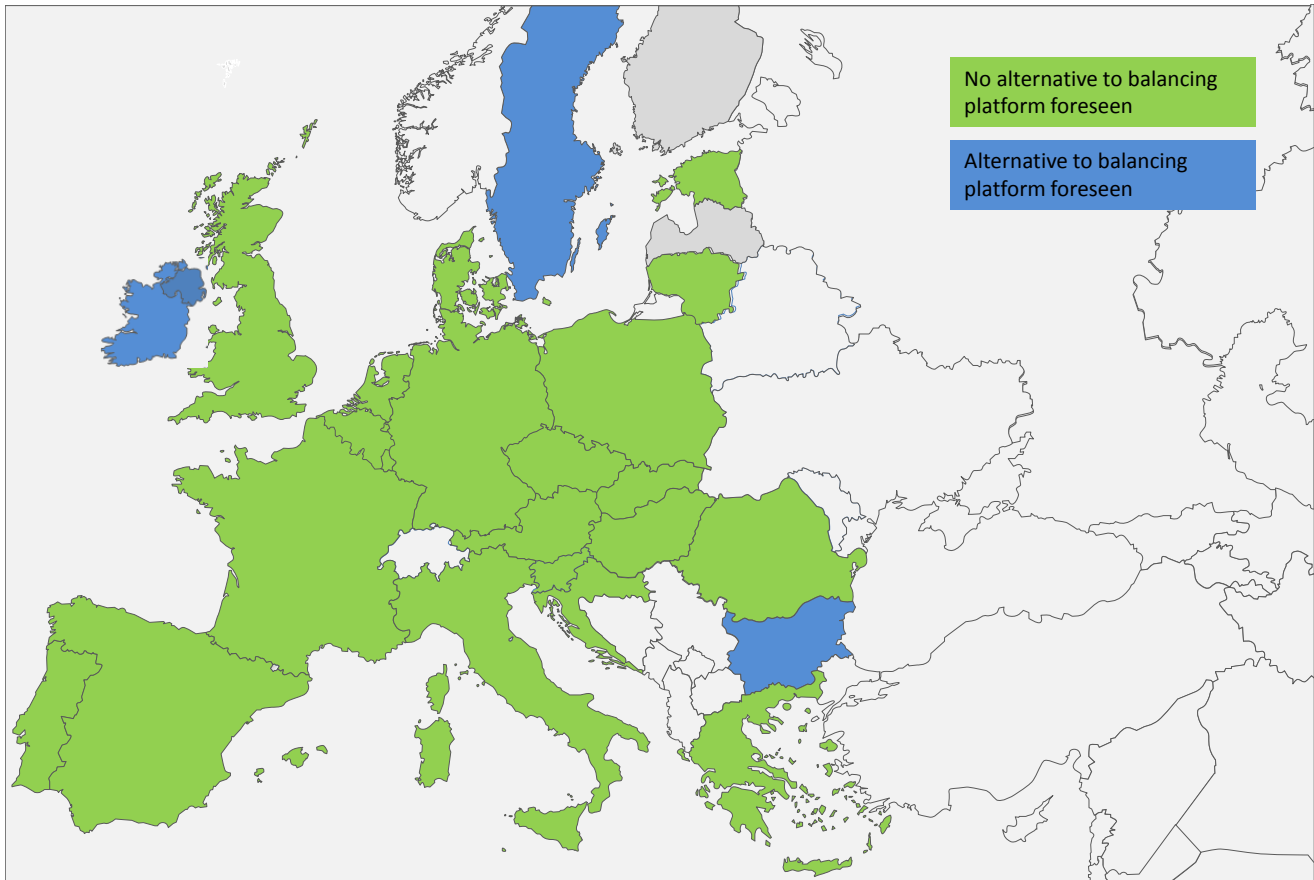 No alternative to balancing
platform foreseen
Alternative to balancing
platform foreseen